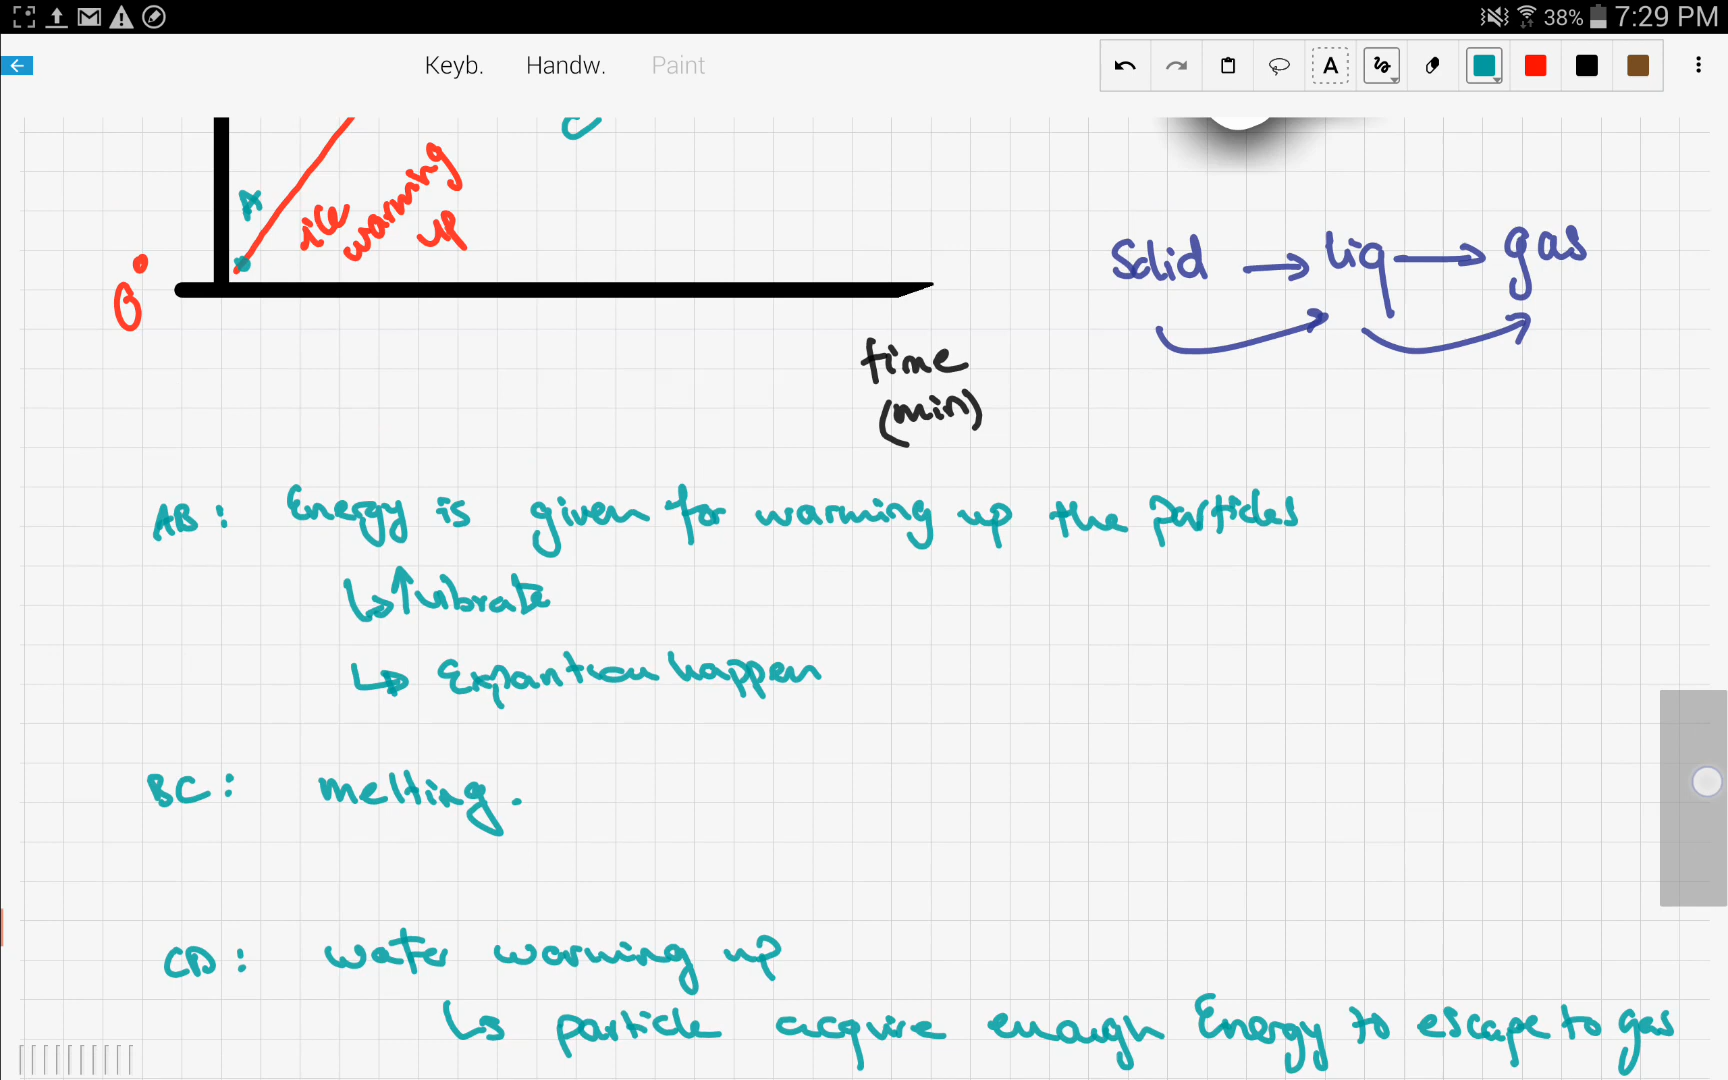 38% 7:29 PM
Keyb. Handw. Paint
A
C
A
ice warming up
0°
Solid → liq → gas
time
(min)
AB: Energy is given for warming up the particles
↳ ↑ vibrate
↳ Expantion happen
BC: melting.
CD: water warming up
↳ particle acquire enough Energy to escape to gas